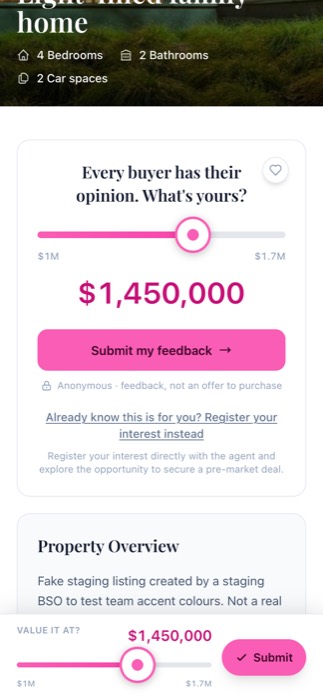 Light-filled family
home
4 Bedrooms 2 Bathrooms
2 Car spaces
Every buyer has their
opinion. What's yours?
$1M $1.7M
$1,450,000
Submit my feedback →
Anonymous · feedback, not an offer to purchase
Already know this is for you? Register your
interest instead
Register your interest directly with the agent and
explore the opportunity to secure a pre-market deal.
Property Overview
Fake staging listing created by a staging
BSO to test team accent colours. Not a real
VALUE IT AT? $1,450,000
Submit
$1M $1.7M